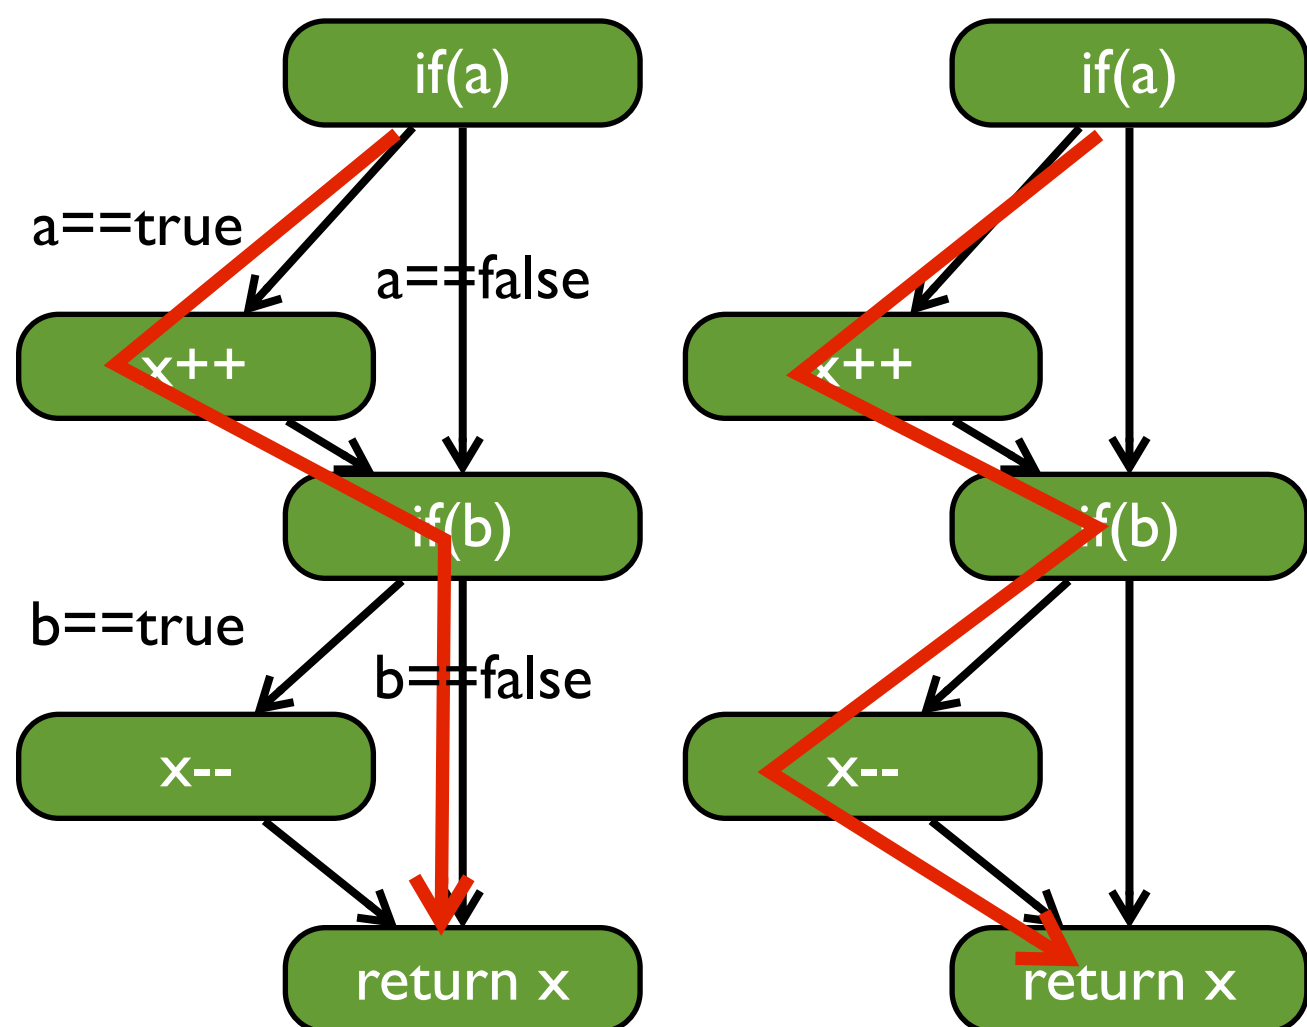 if(a)
a==true
a==false
x++
if(b)
b==true
b==false
x--
return x
if(a)
x++
if(b)
x--
return x